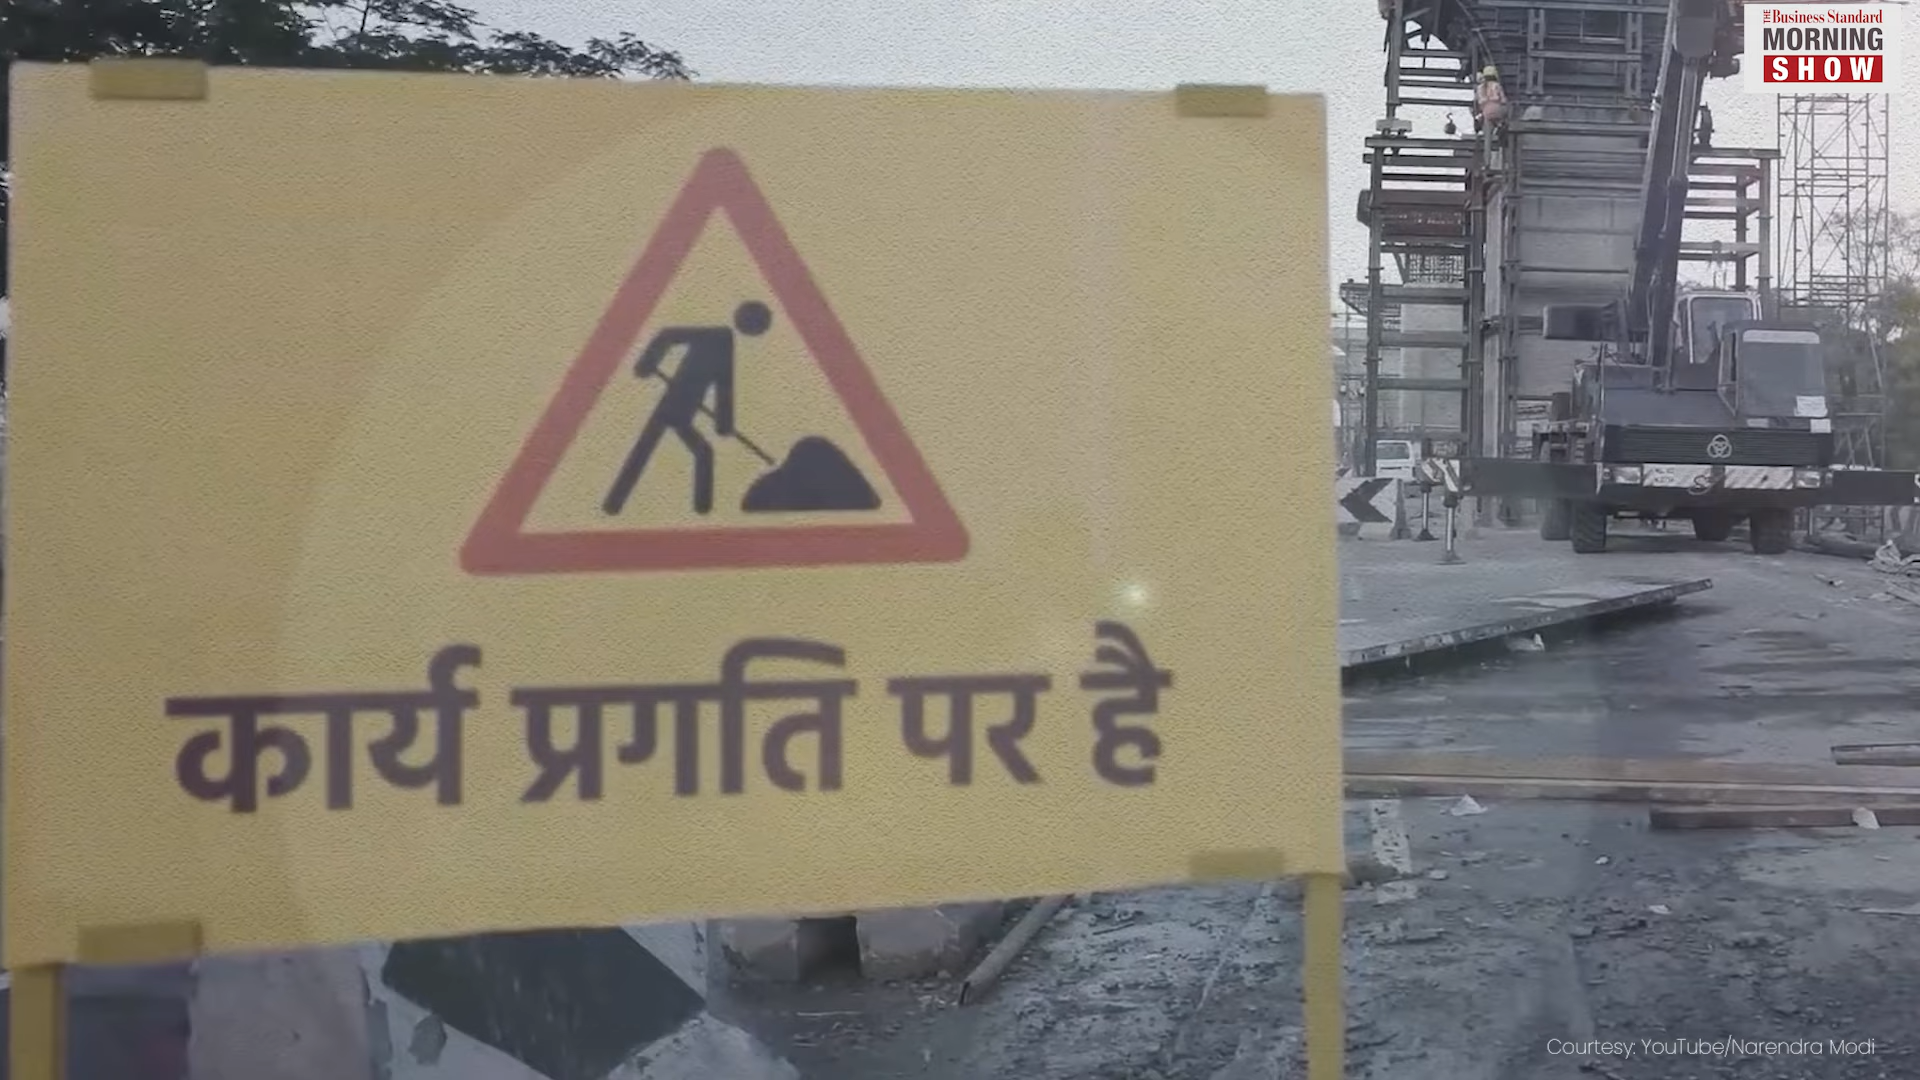 THE Business Standard
MORNING
SHOW
कार्य प्रगति पर है
Courtesy: YouTube/Narendra Modi